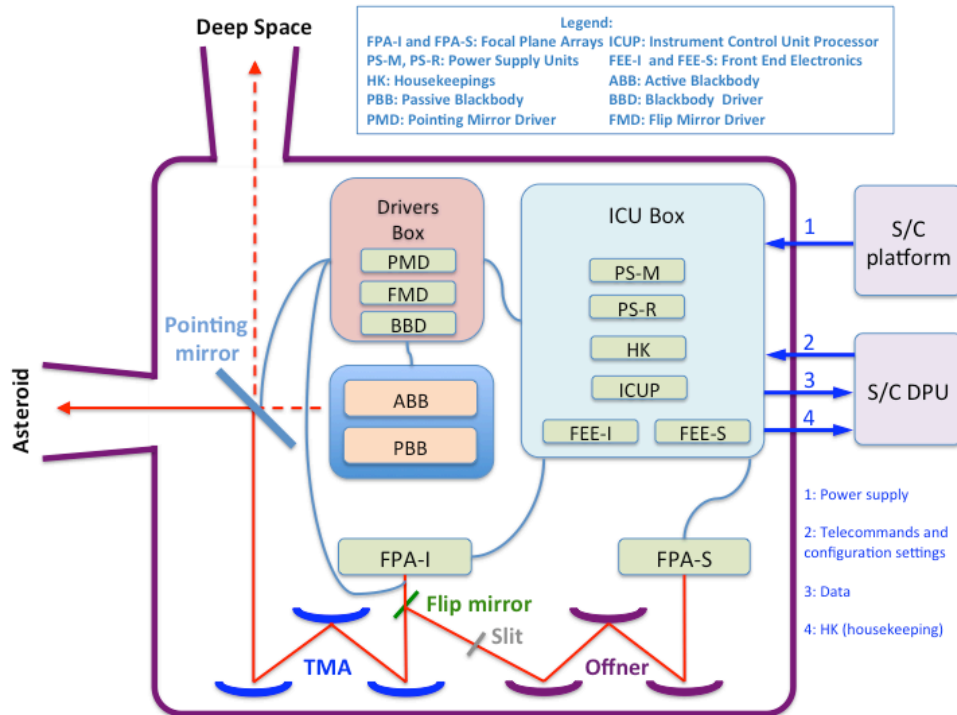 Deep Space
Legend:
FPA-I and FPA-S: Focal Plane Arrays ICUP: Instrument Control Unit Processor
PS-M, PS-R: Power Supply Units FEE-I and FEE-S: Front End Electronics
HK: Housekeepings ABB: Active Blackbody
PBB: Passive Blackbody BBD: Blackbody Driver
PMD: Pointing Mirror Driver FMD: Flip Mirror Driver
Drivers
Box
PMD
FMD
BBD
ICU Box
PS-M
PS-R
HK
ICUP
FEE-I
FEE-S
1
S/C
platform
2
3
4
S/C DPU
Pointing
mirror
Asteroid
ABB
PBB
1: Power supply
2: Telecommands and
configuration settings
3: Data
4: HK (housekeeping)
FPA-I
FPA-S
Flip mirror
Slit
TMA
Offner